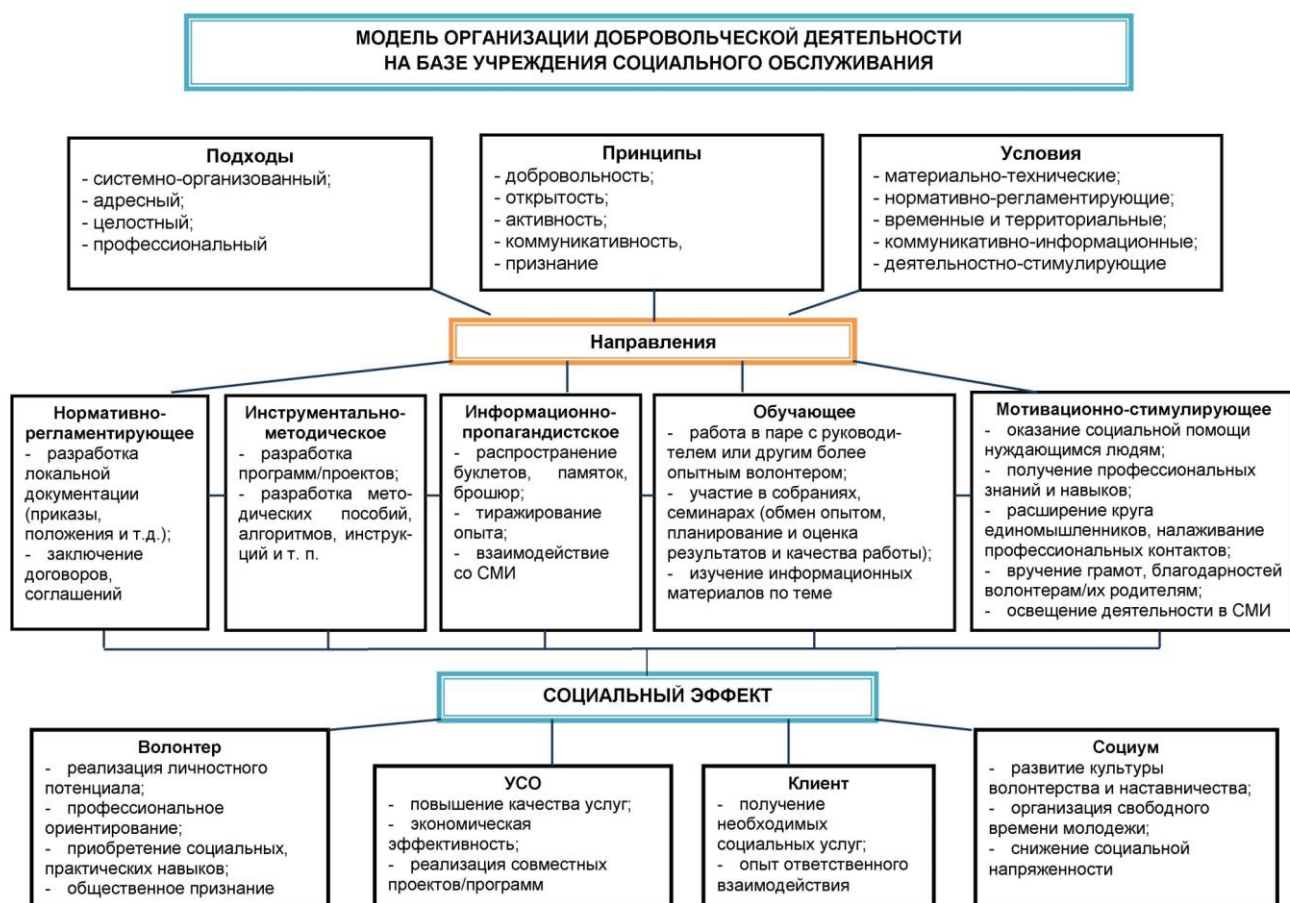 МОДЕЛЬ ОРГАНИЗАЦИИ ДОБРОВОЛЬЧЕСКОЙ ДЕЯТЕЛЬНОСТИ
НА БАЗЕ УЧРЕЖДЕНИЯ СОЦИАЛЬНОГО ОБСЛУЖИВАНИЯ
Подходы
- системно-организованный;
- адресный;
- целостный;
- профессиональный
Принципы
- добровольность;
- открытость;
- активность;
- коммуникативность,
- признание
Условия
- материально-технические;
- нормативно-регламентирующие;
- временные и территориальные;
- коммуникативно-информационные;
- деятельностно-стимулирующие
Направления
Нормативно-
регламентирующее
- разработка
локальной
документации
(приказы,
положения и т.д.);
- заключение
договоров,
соглашений
Инструментально-
методическое
- разработка
программ/проектов;
- разработка мето-
дических пособий,
алгоритмов, инструк-
ций и т. п.
Информационно-
пропагандистское
- распространение
буклетов, памяток,
брошюр;
- тиражирование
опыта;
- взаимодействие
со СМИ
Обучающее
- работа в паре с руководи-
телем или другим более
опытным волонтером;
- участие в собраниях,
семинарах (обмен опытом,
планирование и оценка
результатов и качества работы);
- изучение информационных
материалов по теме
Мотивационно-стимулирующее
- оказание социальной помощи
нуждающимся людям;
- получение профессиональных
знаний и навыков;
- расширение круга
единомышленников, налаживание
профессиональных контактов;
- вручение грамот, благодарностей
волонтерам/их родителям;
- освещение деятельности в СМИ
СОЦИАЛЬНЫЙ ЭФФЕКТ
Волонтер
- реализация личностного
потенциала;
- профессиональное
ориентирование;
- приобретение социальных,
практических навыков;
- общественное признание
УСО
- повышение качества услуг;
- экономическая
эффективность;
- реализация совместных
проектов/программ
Клиент
- получение
необходимых
социальных услуг;
- опыт ответственного
взаимодействия
Социум
- развитие культуры
волонтерства и наставничества;
- организация свободного
времени молодежи;
- снижение социальной
напряженности